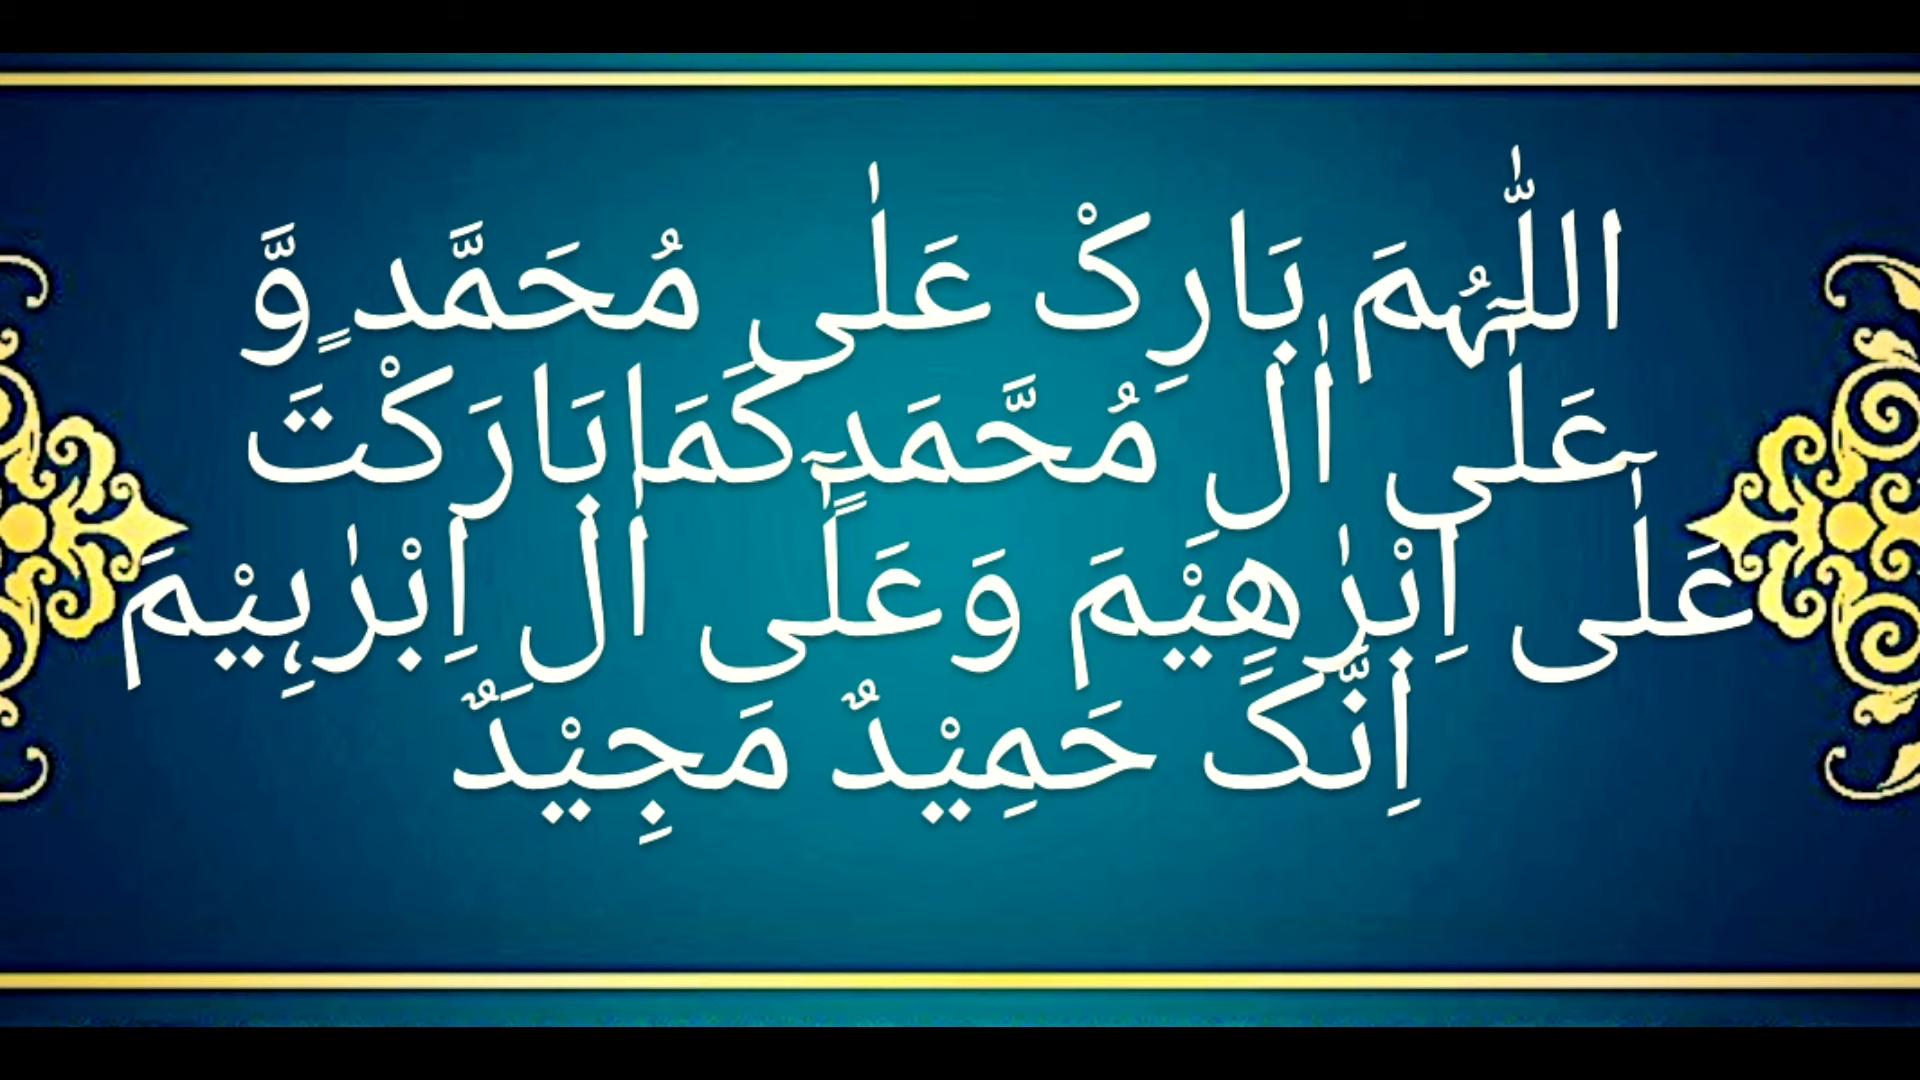 اللّٰہُمَ بَارِکْ عَلٰی مُحَمَّدٍ وَّ
عَلٰٓی اٰلِ مُحَّمَدٍ کَمَا بَارَکْتَ
عَلٰٓی اِبْرٰھِیْمَ وَعَلٰٓی اٰلِ اِبْرٰہِیْمَ
اِنَّکَ حَمِیْدٌ مَجِیْدٌ